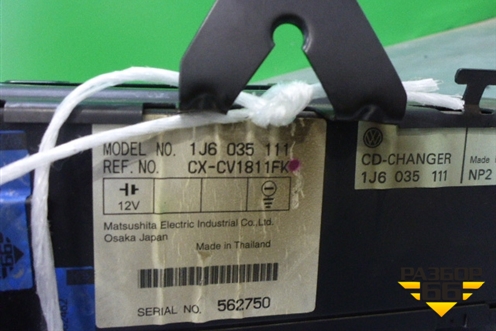 MODEL NO. 1J6 035 111
REF. NO. CX-CV1811FK
12V
Matsushita Electric Industrial Co.,Ltd.
Osaka Japan
Made in Thailand
SERIAL NO. 562750
CD-CHANGER
1J6 035 111
Made
NP2
РАЗБОР
66